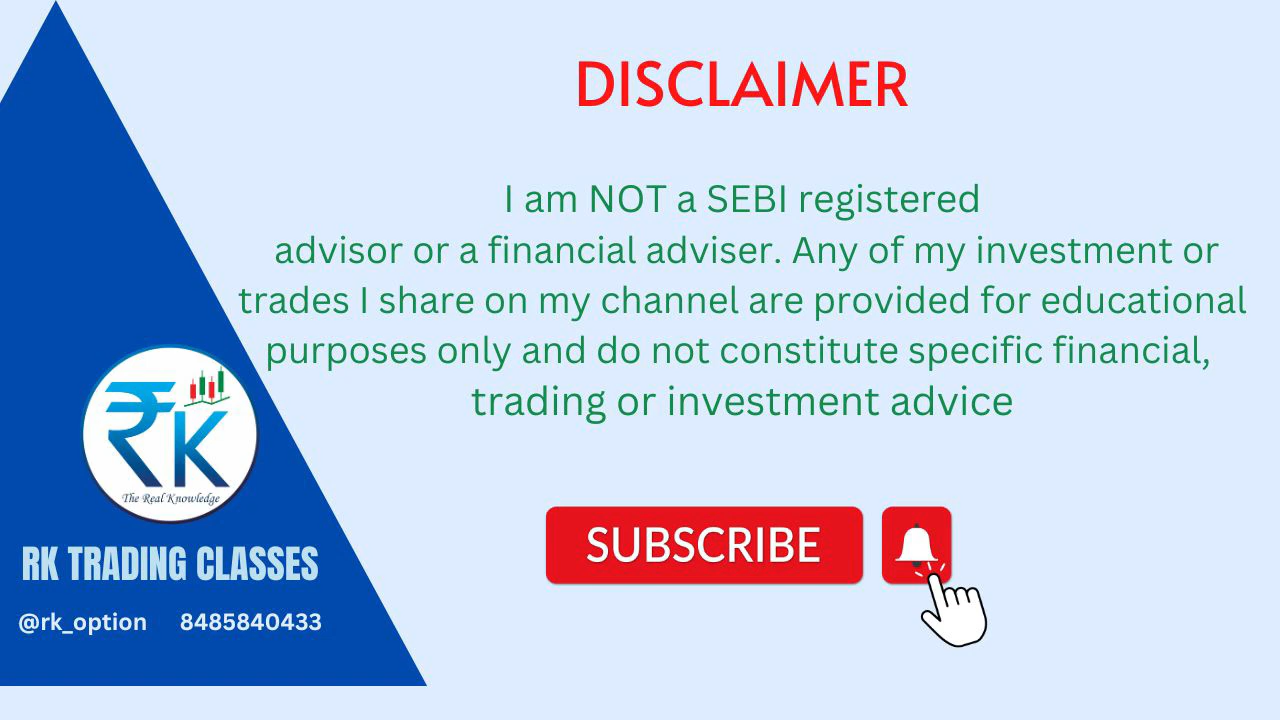 DISCLAIMER
I am NOT a SEBI registered
advisor or a financial adviser. Any of my investment or
trades I share on my channel are provided for educational
purposes only and do not constitute specific financial,
trading or investment advice
₹K
The Real Knowledge
RK TRADING CLASSES
@rk_option 8485840433
SUBSCRIBE